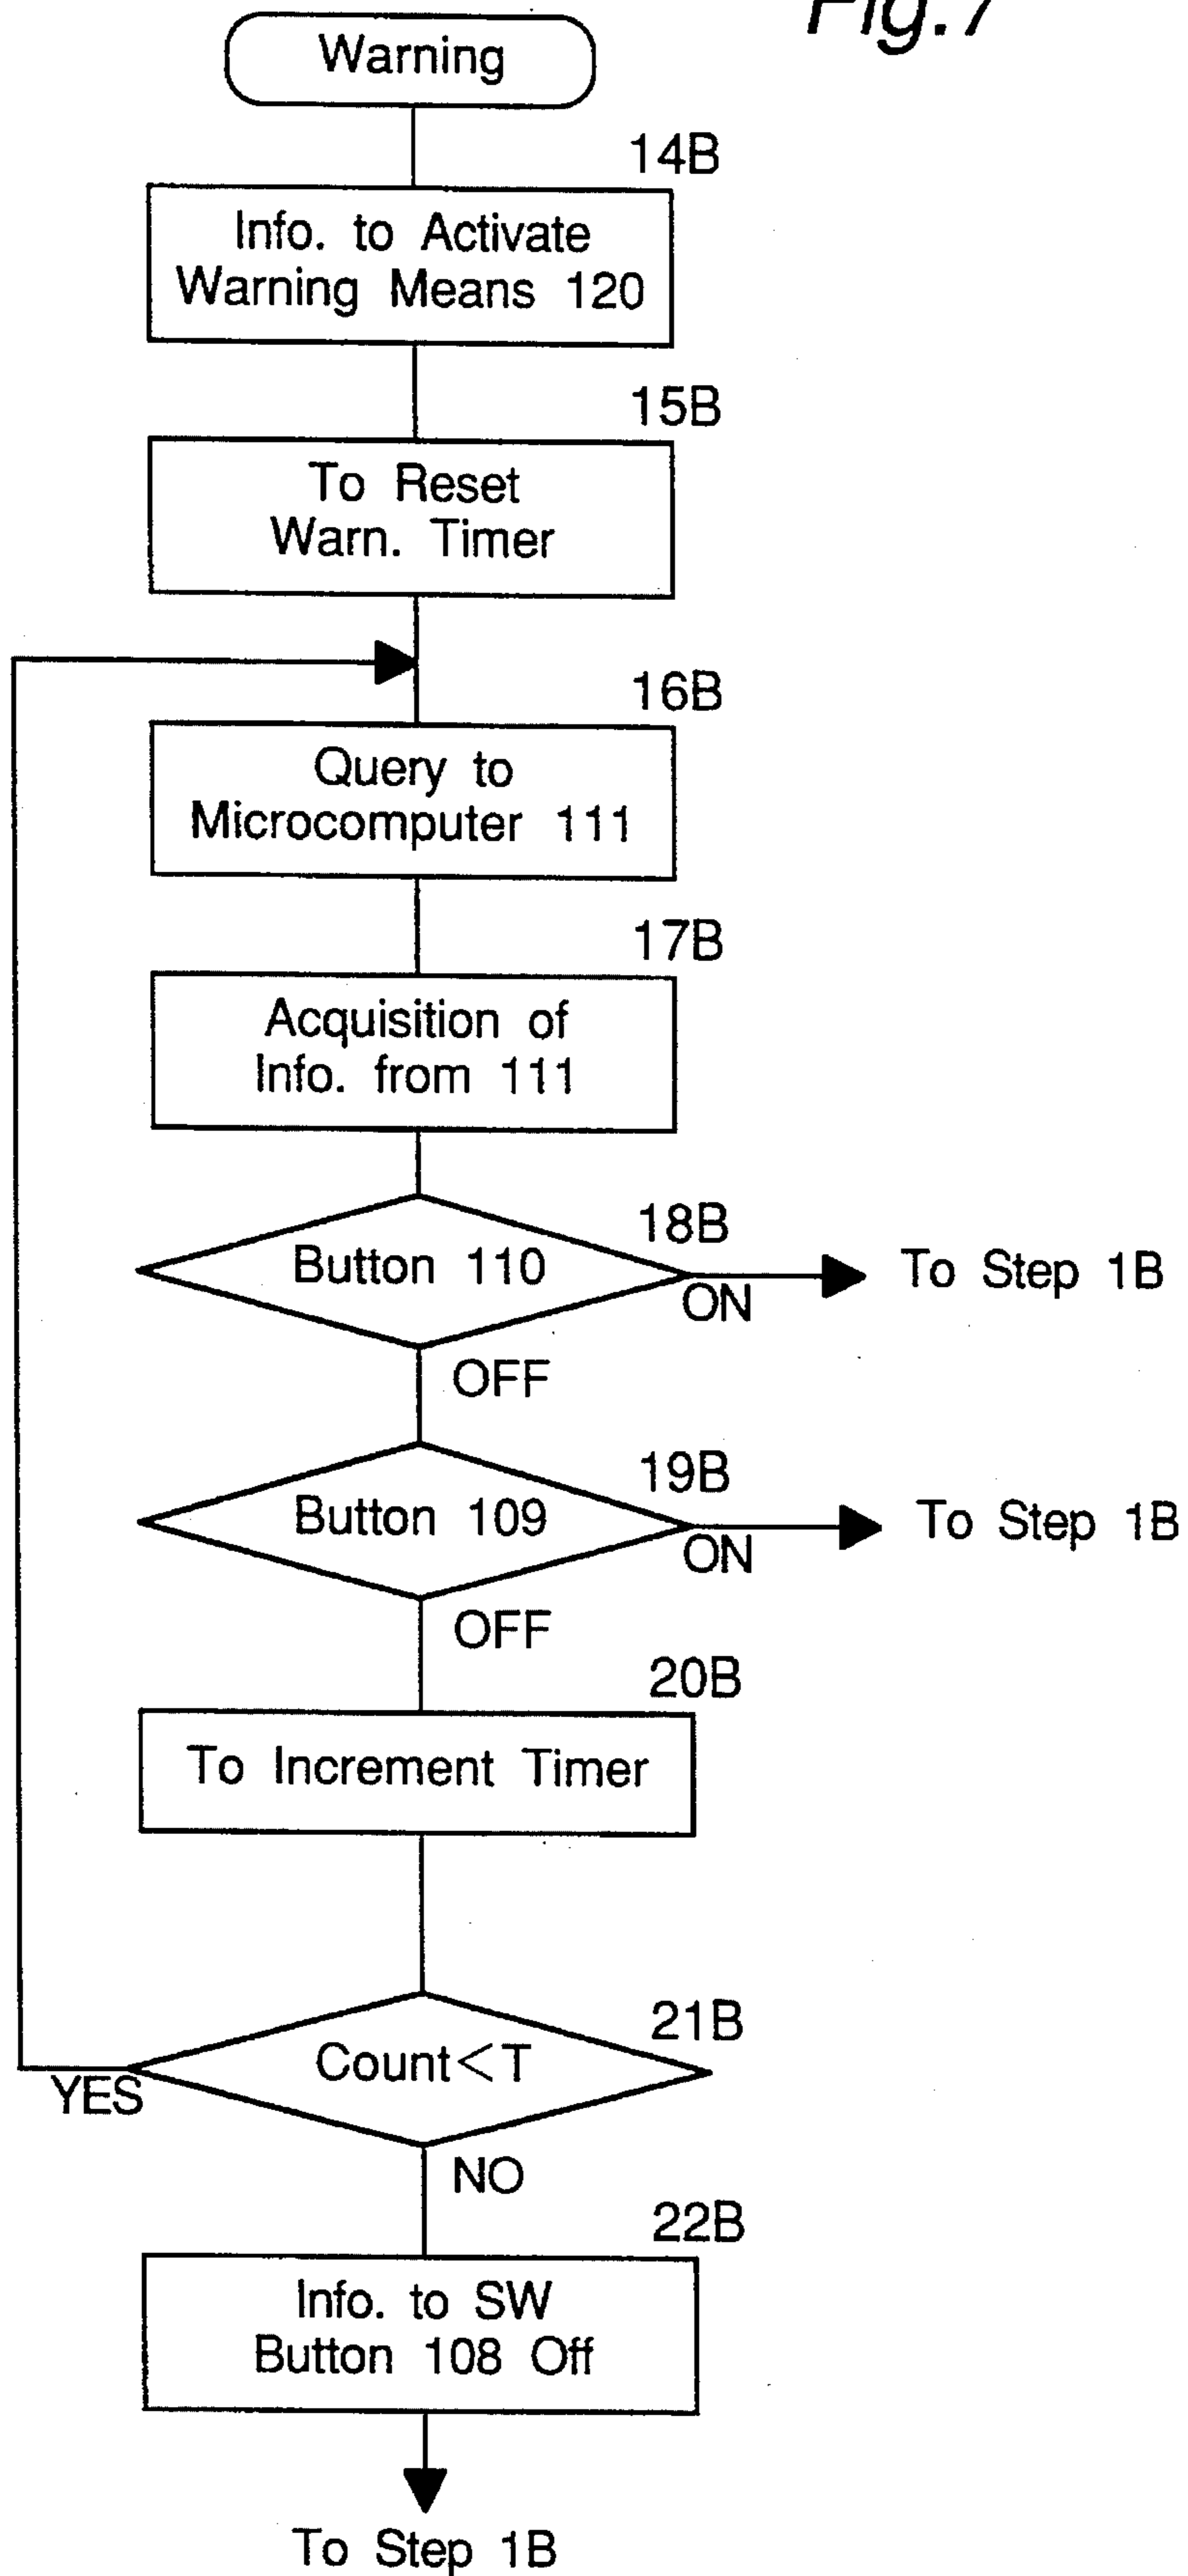 Fig.7
Warning
14B
Info. to Activate
Warning Means 120
15B
To Reset
Warn. Timer
16B
Query to
Microcomputer 111
17B
Acquisition of
Info. from 111
18B
Button 110
To Step 1B
ON
OFF
19B
Button 109
To Step 1B
ON
OFF
20B
To Increment Timer
21B
Count<T
YES
NO
22B
Info. to SW
Button 108 Off
To Step 1B